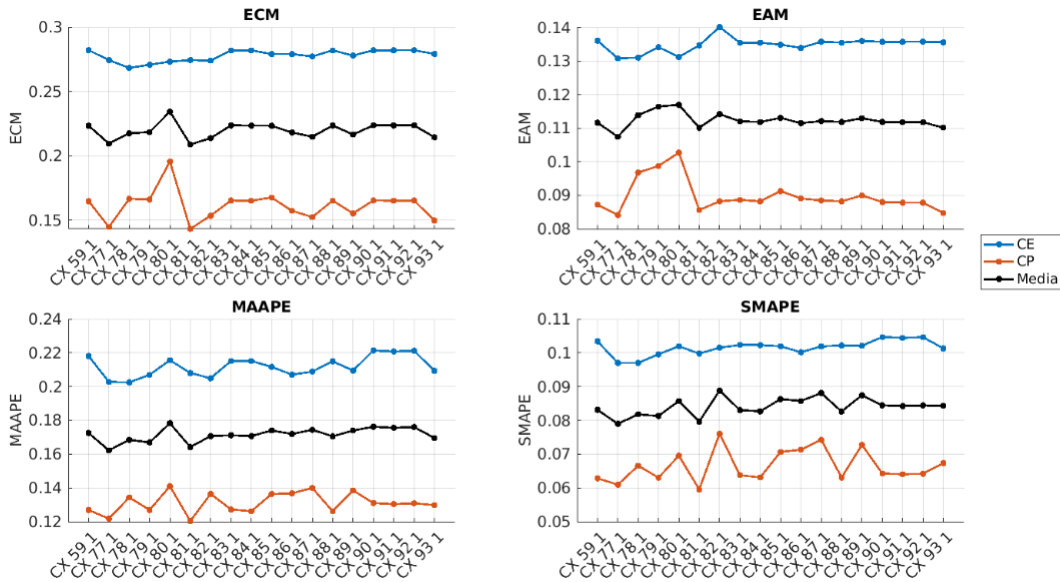 ECM
ECM
0.3
0.25
0.2
0.15
CX 59 1
CX 77 1
CX 78 1
CX 79 1
CX 80 1
CX 81 1
CX 82 1
CX 83 1
CX 84 1
CX 85 1
CX 86 1
CX 87 1
CX 88 1
CX 89 1
CX 90 1
CX 91 1
CX 92 1
CX 93 1
EAM
EAM
0.14
0.13
0.12
0.11
0.1
0.09
0.08
CX 59 1
CX 77 1
CX 78 1
CX 79 1
CX 80 1
CX 81 1
CX 82 1
CX 83 1
CX 84 1
CX 85 1
CX 86 1
CX 87 1
CX 88 1
CX 89 1
CX 90 1
CX 91 1
CX 92 1
CX 93 1
CE
CP
Media
MAAPE
MAAPE
0.24
0.22
0.2
0.18
0.16
0.14
0.12
CX 59 1
CX 77 1
CX 78 1
CX 79 1
CX 80 1
CX 81 1
CX 82 1
CX 83 1
CX 84 1
CX 85 1
CX 86 1
CX 87 1
CX 88 1
CX 89 1
CX 90 1
CX 91 1
CX 92 1
CX 93 1
SMAPE
SMAPE
0.11
0.1
0.09
0.08
0.07
0.06
0.05
CX 59 1
CX 77 1
CX 78 1
CX 79 1
CX 80 1
CX 81 1
CX 82 1
CX 83 1
CX 84 1
CX 85 1
CX 86 1
CX 87 1
CX 88 1
CX 89 1
CX 90 1
CX 91 1
CX 92 1
CX 93 1